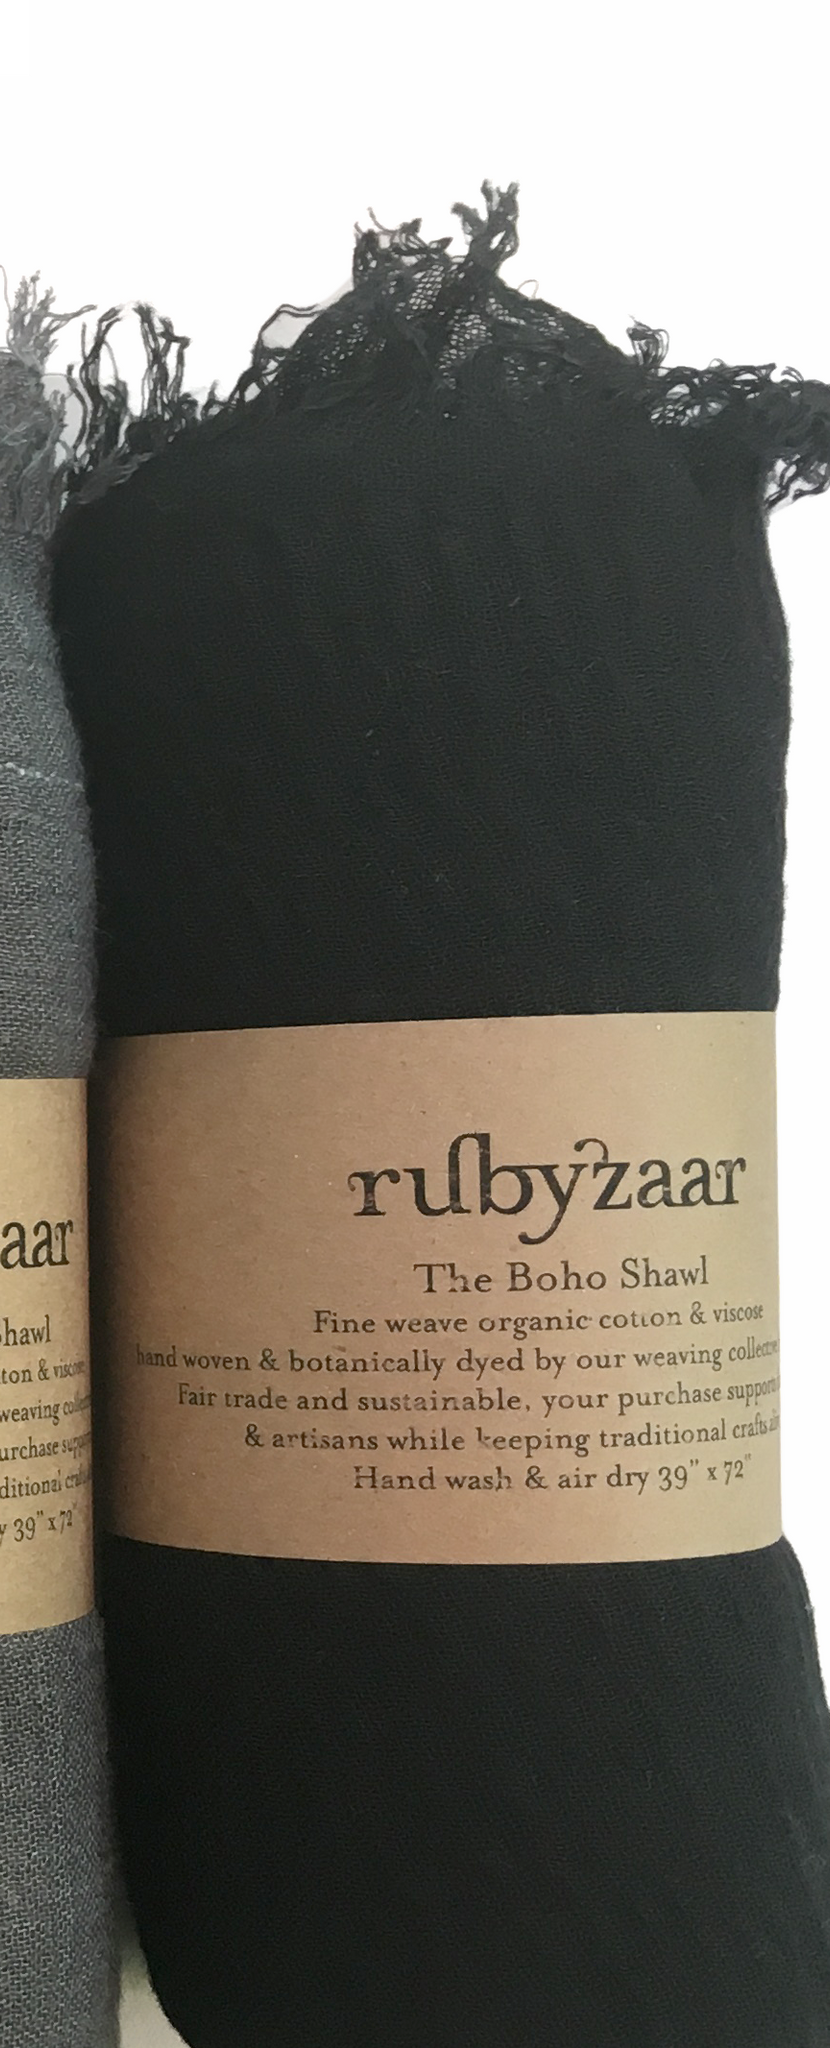 rubyzaar
The Boho Shawl
Fine weave organic cotton & viscose
hand woven & botanically dyed by our weaving collective
Fair trade and sustainable, your purchase supports
& artisans while keeping traditional crafts
Hand wash & air dry 39" x 72"
aar
hawl
ton & viscose
weaving
urchase
ditional
y 39" x 72"